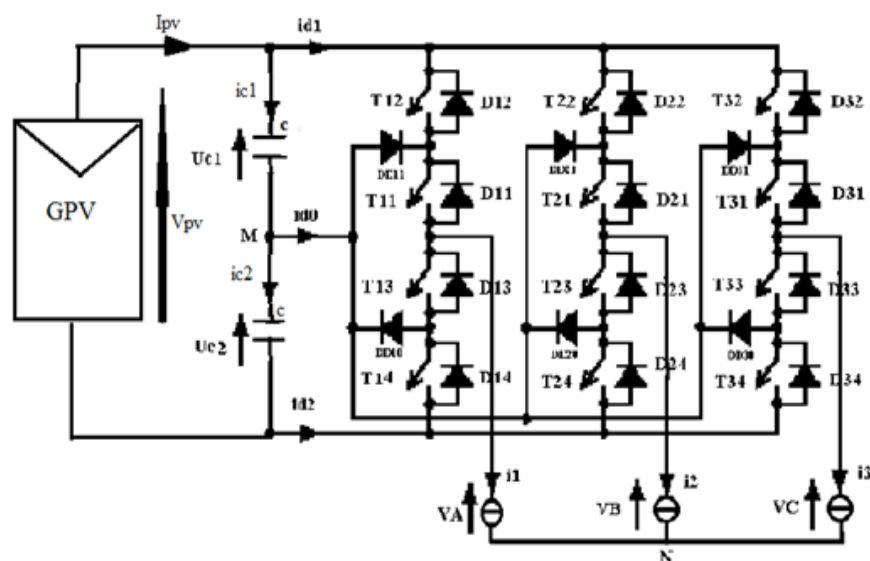 Ipv
id1
ic1
c
T12
D12
T22
D22
T32
D32
Uc1
DD11
DD31
GPV
Vpv
T11
D11
T21
D21
T31
D31
M
Id0
ic2
c
T13
D13
T23
D23
T33
D33
Uc2
T14
D14
T24
D24
T34
D34
Id2
i1
i2
i3
VA
VB
VC
N